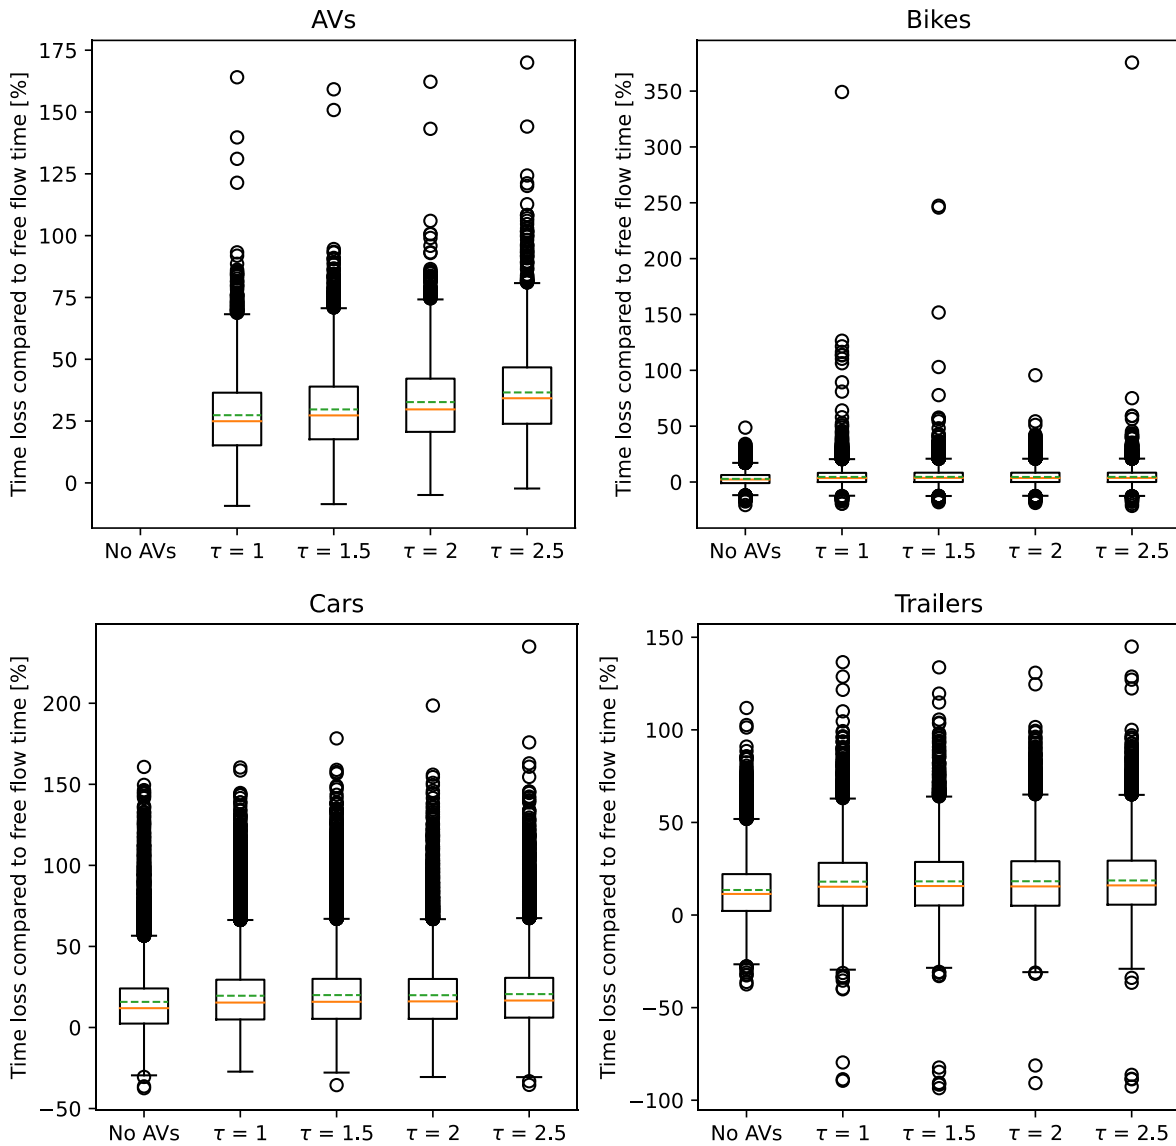 AVs
Time loss compared to free flow time [%]
175
150
125
100
75
50
25
0
No AVs
τ = 1
τ = 1.5
τ = 2
τ = 2.5
Bikes
Time loss compared to free flow time [%]
350
300
250
200
150
100
50
0
No AVs
τ = 1
τ = 1.5
τ = 2
τ = 2.5
Cars
Time loss compared to free flow time [%]
200
150
100
50
0
−50
No AVs
τ = 1
τ = 1.5
τ = 2
τ = 2.5
Trailers
Time loss compared to free flow time [%]
150
100
50
0
−50
−100
No AVs
τ = 1
τ = 1.5
τ = 2
τ = 2.5